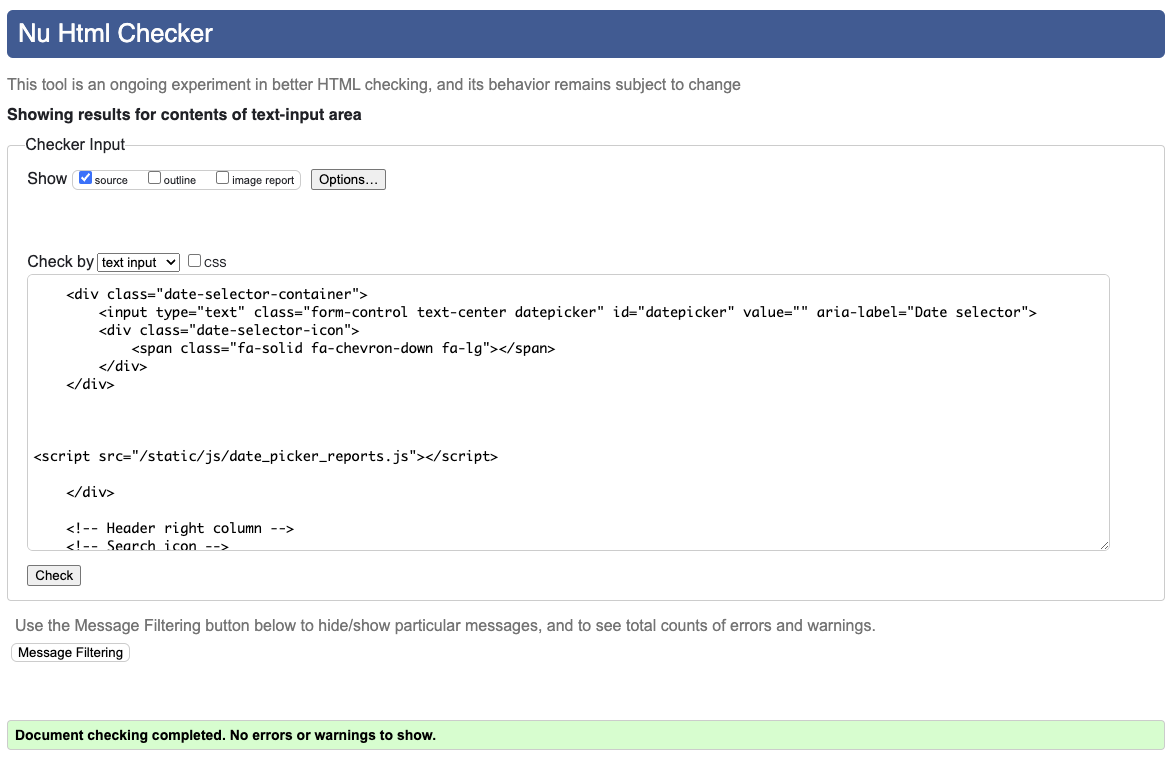 Nu Html Checker
This tool is an ongoing experiment in better HTML checking, and its behavior remains subject to change
Showing results for contents of text-input area
Checker Input
Show source outline image report Options...
Check by text input css
<div class="date-selector-container">
<input type="text" class="form-control text-center datepicker" id="datepicker" value="" aria-label="Date selector">
<div class="date-selector-icon">
<span class="fa-solid fa-chevron-down fa-lg"></span>
</div>
</div>
<script src="/static/js/date_picker_reports.js"></script>
</div>
<!-- Header right column -->
<!-- Search icon -->
Check
Use the Message Filtering button below to hide/show particular messages, and to see total counts of errors and warnings.
Message Filtering
Document checking completed. No errors or warnings to show.